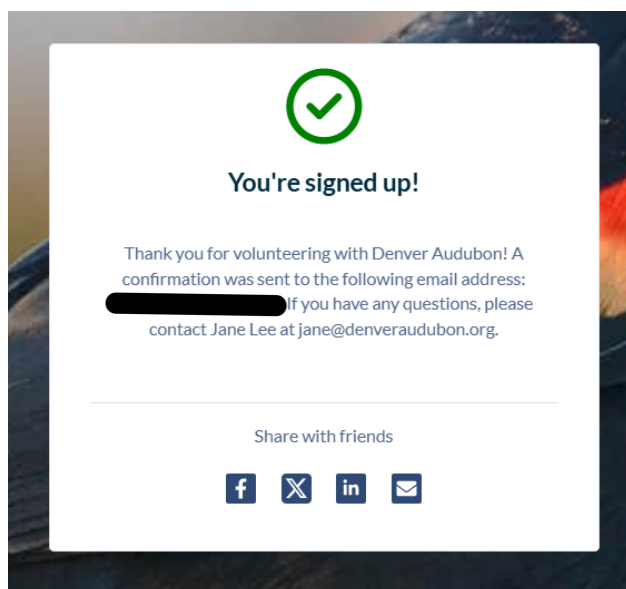 You're signed up!
Thank you for volunteering with Denver Audubon! A
confirmation was sent to the following email address:
If you have any questions, please
contact Jane Lee at jane@denveraudubon.org.
Share with friends
f X in